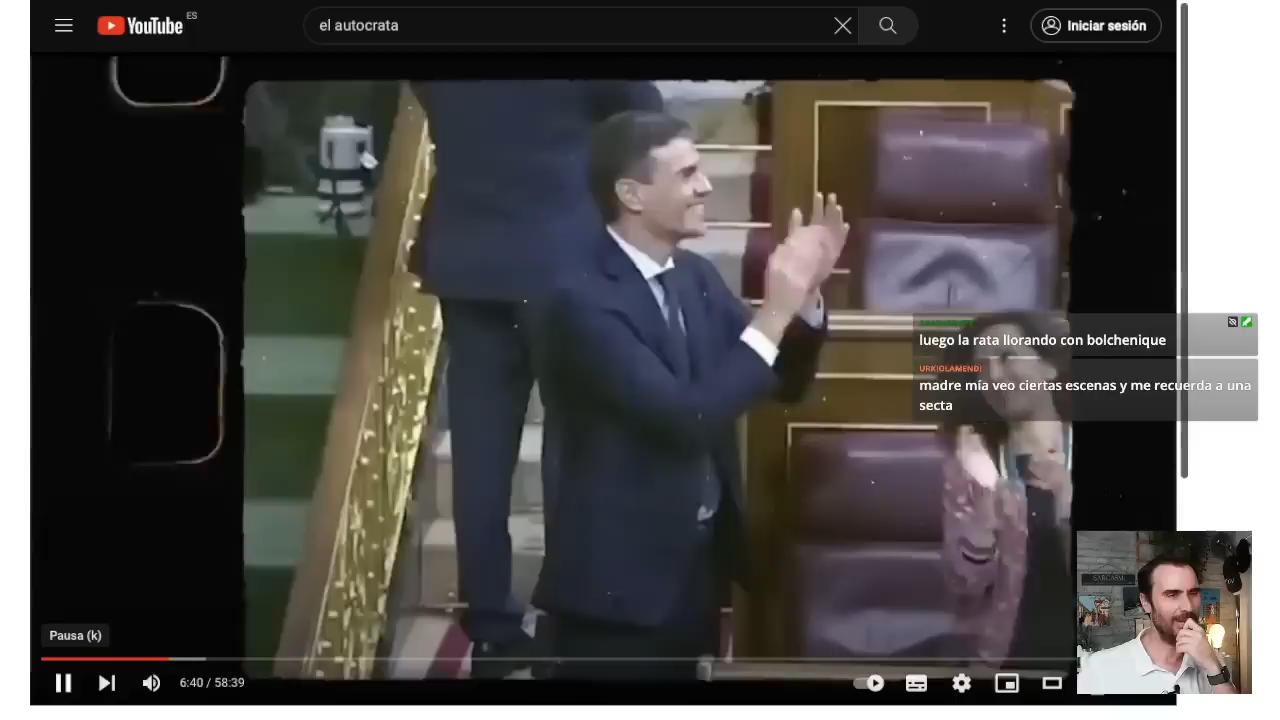 YouTube ES
el autocrata
Iniciar sesión
luego la rata llorando con bolchenique
URKIOLAMENDI
madre mía veo ciertas escenas y me recuerda a una
secta
SARCASM
Pausa (k)
6:40 / 58:39